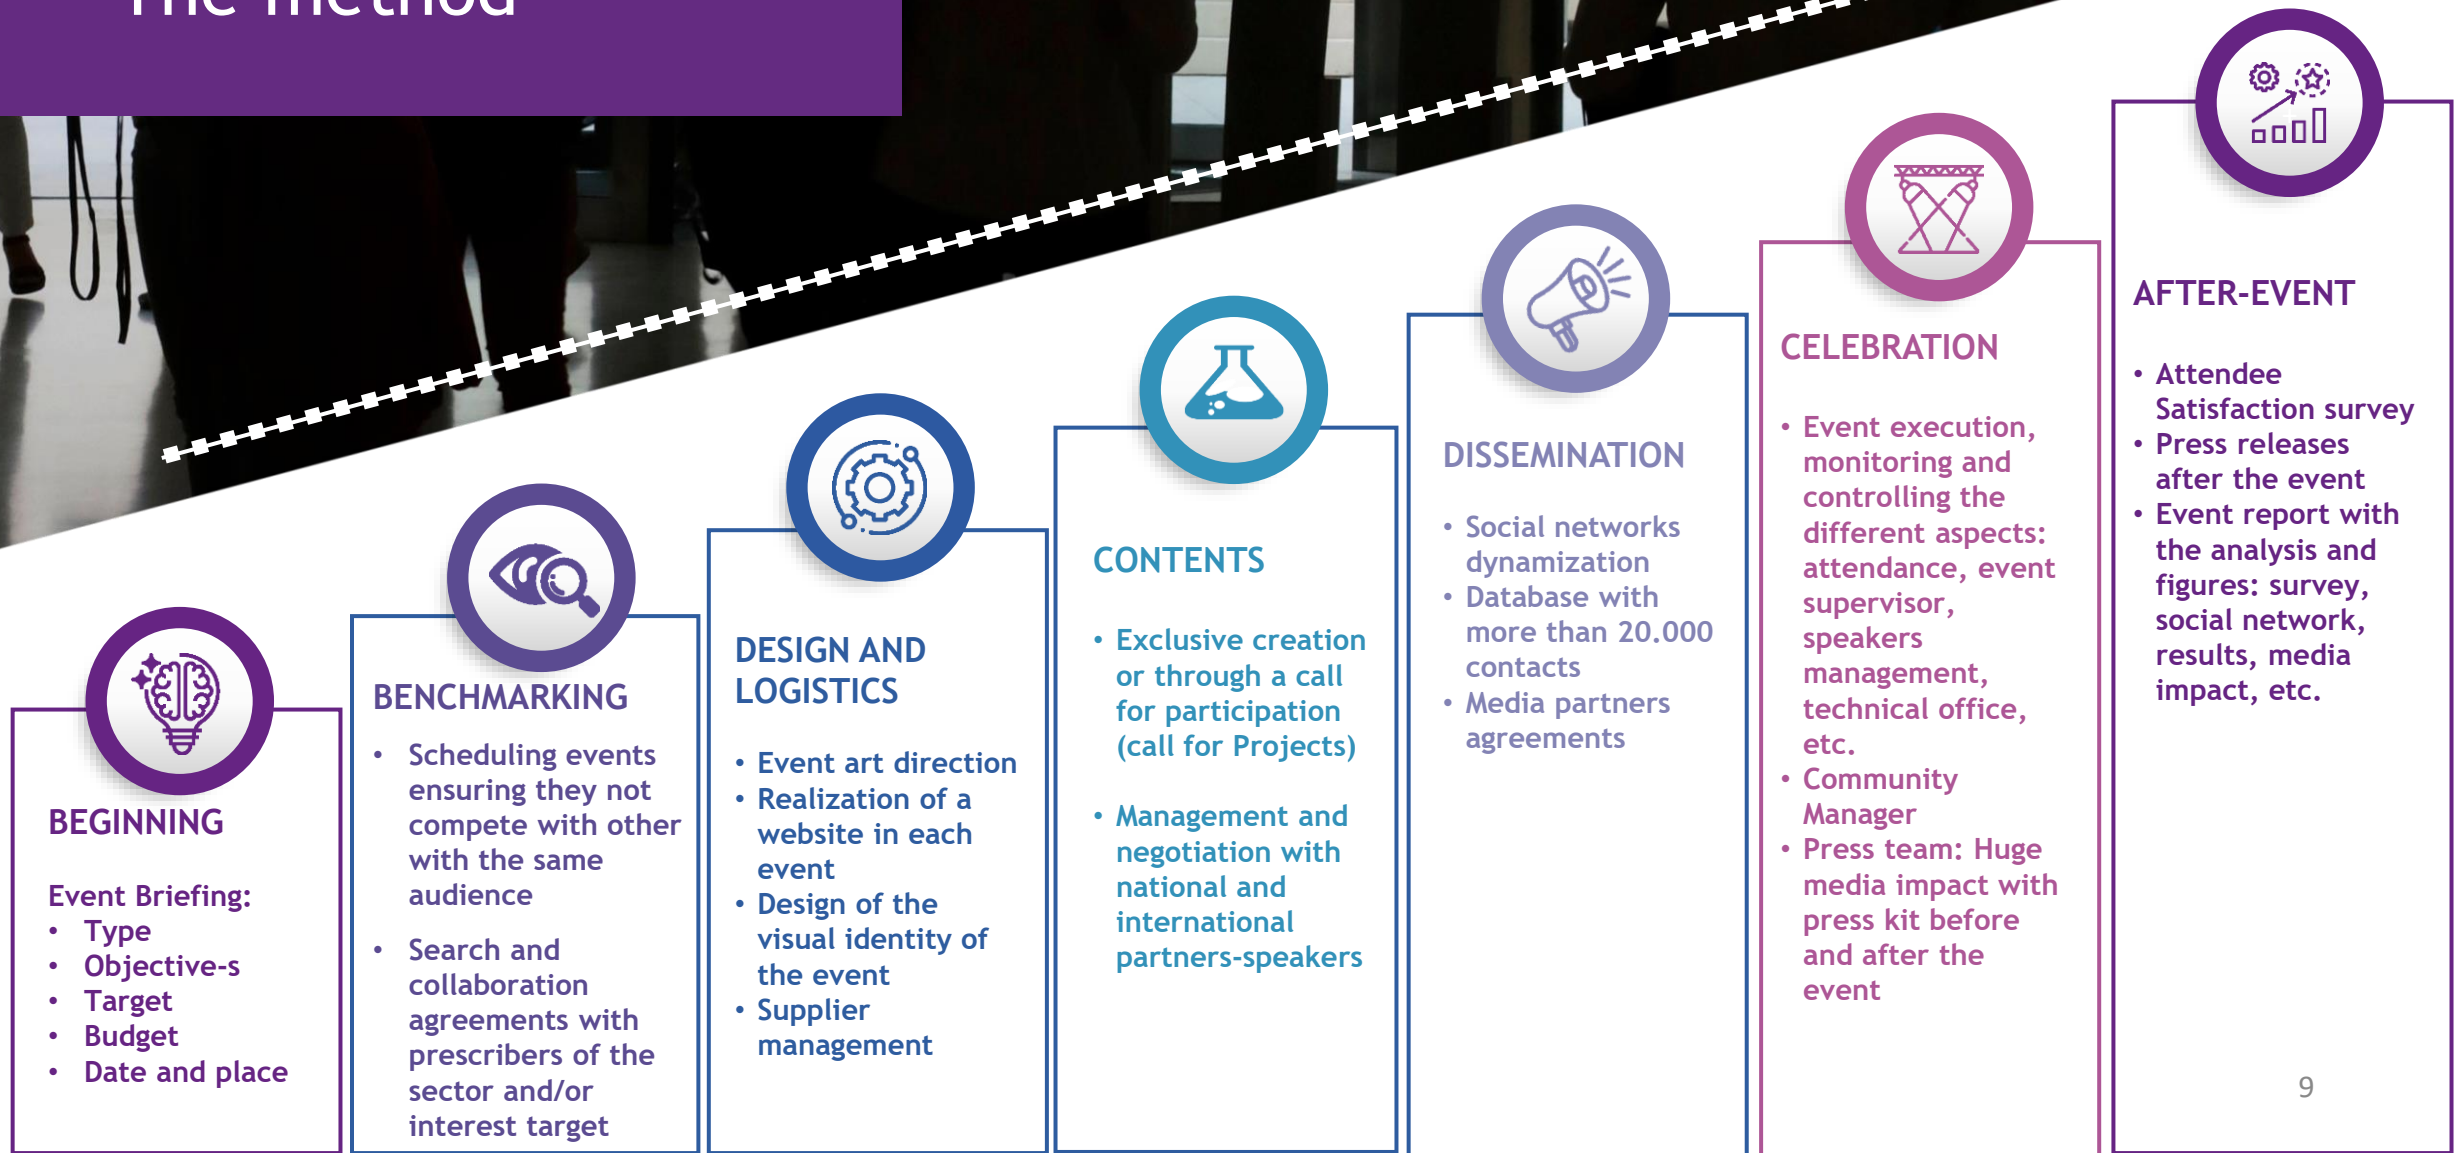 The method
BEGINNING
Event Briefing:
• Type
• Objective-s
• Target
• Budget
• Date and place
BENCHMARKING
• Scheduling events
ensuring they not
compete with other
with the same
audience
• Search and
collaboration
agreements with
prescribers of the
sector and/or
interest target
DESIGN AND
LOGISTICS
• Event art direction
• Realization of a
website in each
event
• Design of the
visual identity of
the event
• Supplier
management
CONTENTS
• Exclusive creation
or through a call
for participation
(call for Projects)
• Management and
negotiation with
national and
international
partners-speakers
DISSEMINATION
• Social networks
dynamization
• Database with
more than 20.000
contacts
• Media partners
agreements
CELEBRATION
• Event execution,
monitoring and
controlling the
different aspects:
attendance, event
supervisor,
speakers
management,
technical office,
etc.
• Community
Manager
• Press team: Huge
media impact with
press kit before
and after the
event
AFTER-EVENT
• Attendee
Satisfaction survey
• Press releases
after the event
• Event report with
the analysis and
figures: survey,
social network,
results, media
impact, etc.
9